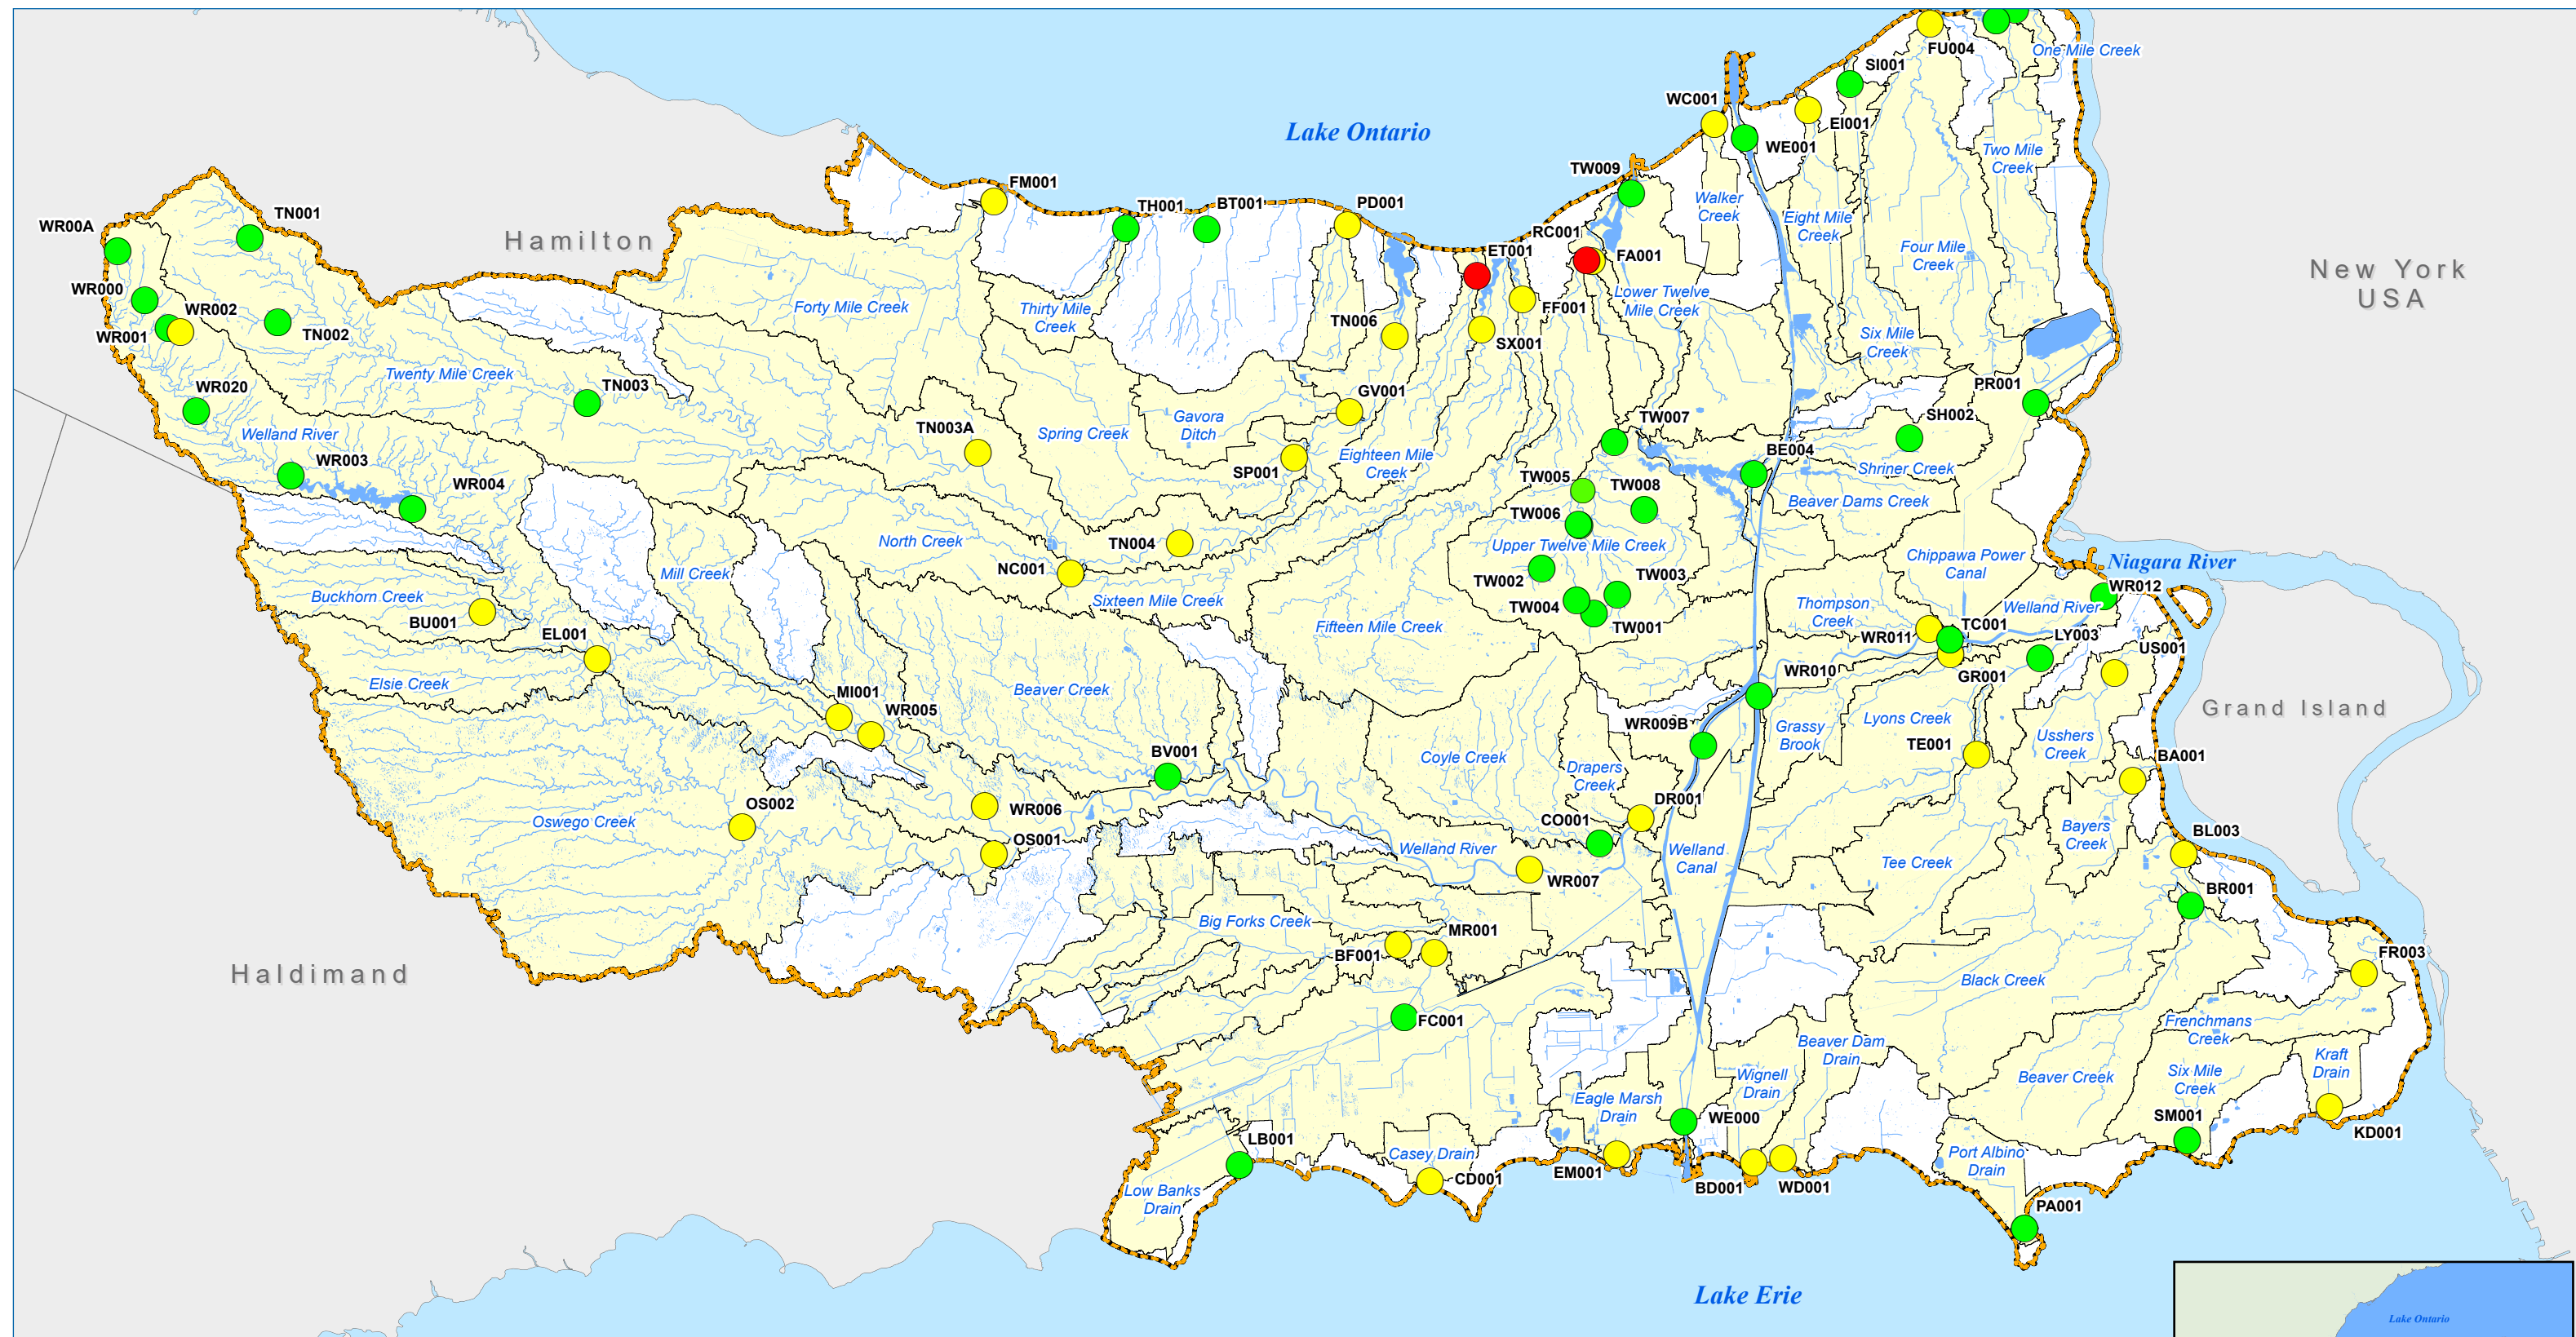 FU004
One Mile Creek
SI001
WC001
EI001
Lake Ontario
WE001
Two Mile
Creek
TW009
FM001
TN001
TH001
BT001
PD001
Walker
Creek
Eight Mile
Creek
WR00A
Hamilton
RC001
ET001
FA001
Four Mile
Creek
New York
USA
WR000
WR002
WR001
TN002
Forty Mile Creek
Thirty Mile
Creek
TN006
FF001
Lower Twelve
Mile Creek
SX001
Six Mile
Creek
Twenty Mile Creek
WR020
TN003
GV001
PR001
TN003A
Spring Creek
Gavora
Ditch
TW007
SH002
Welland River
WR003
SP001
Eighteen Mile
Creek
BE004
Shriner Creek
WR004
TW005
TW008
Beaver Dams Creek
TW006
North Creek
TN004
Upper Twelve Mile Creek
Chippawa Power
Canal
Niagara River
Mill Creek
NC001
TW002
TW003
WR012
Buckhorn Creek
Sixteen Mile Creek
TW004
Thompson
Creek
Welland River
BU001
EL001
Fifteen Mile Creek
TW001
WR011
TC001
LY003
US001
Elsie Creek
MI001
Beaver Creek
WR010
GR001
WR005
WR009B
Grassy
Brook
Lyons Creek
Grand Island
BV001
Coyle Creek
Drapers
Creek
TE001
Usshers
Creek
BA001
OS002
WR006
DR001
Oswego Creek
CO001
OS001
Welland River
Welland
Canal
Bayers
Creek
BL003
Tee Creek
WR007
BR001
Big Forks Creek
MR001
BF001
FR003
Haldimand
Black Creek
FC001
Frenchmans
Creek
Beaver Dam
Drain
Kraft
Drain
Wignell
Drain
Beaver Creek
Six Mile
Creek
Eagle Marsh
Drain
WE000
SM001
LB001
KD001
Casey Drain
EM001
CD001
BD001
WD001
Port Albino
Drain
Low Banks
Drain
PA001
Lake Erie
Lake Ontario